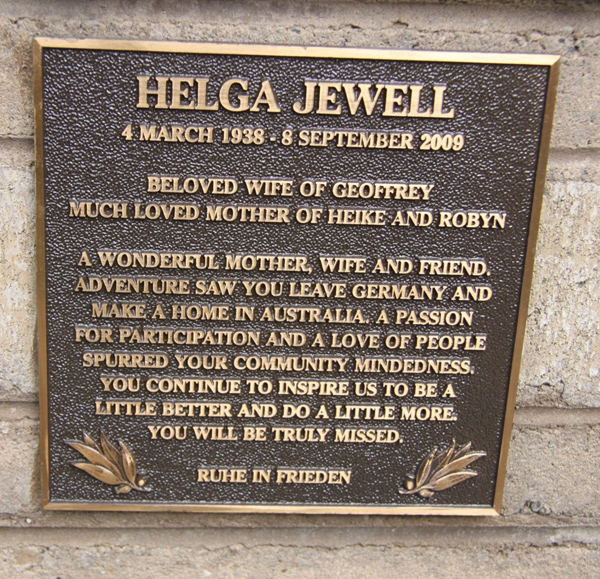 HELGA JEWELL
4 MARCH 1938 - 8 SEPTEMBER 2009
BELOVED WIFE OF GEOFFREY
MUCH LOVED MOTHER OF HEIKE AND ROBYN
A WONDERFUL MOTHER, WIFE AND FRIEND.
ADVENTURE SAW YOU LEAVE GERMANY AND
MAKE A HOME IN AUSTRALIA. A PASSION
FOR PARTICIPATION AND A LOVE OF PEOPLE
SPURRED YOUR COMMUNITY MINDEDNESS.
YOU CONTINUE TO INSPIRE US TO BE A
LITTLE BETTER AND DO A LITTLE MORE.
YOU WILL BE TRULY MISSED.
RUHE IN FRIEDEN